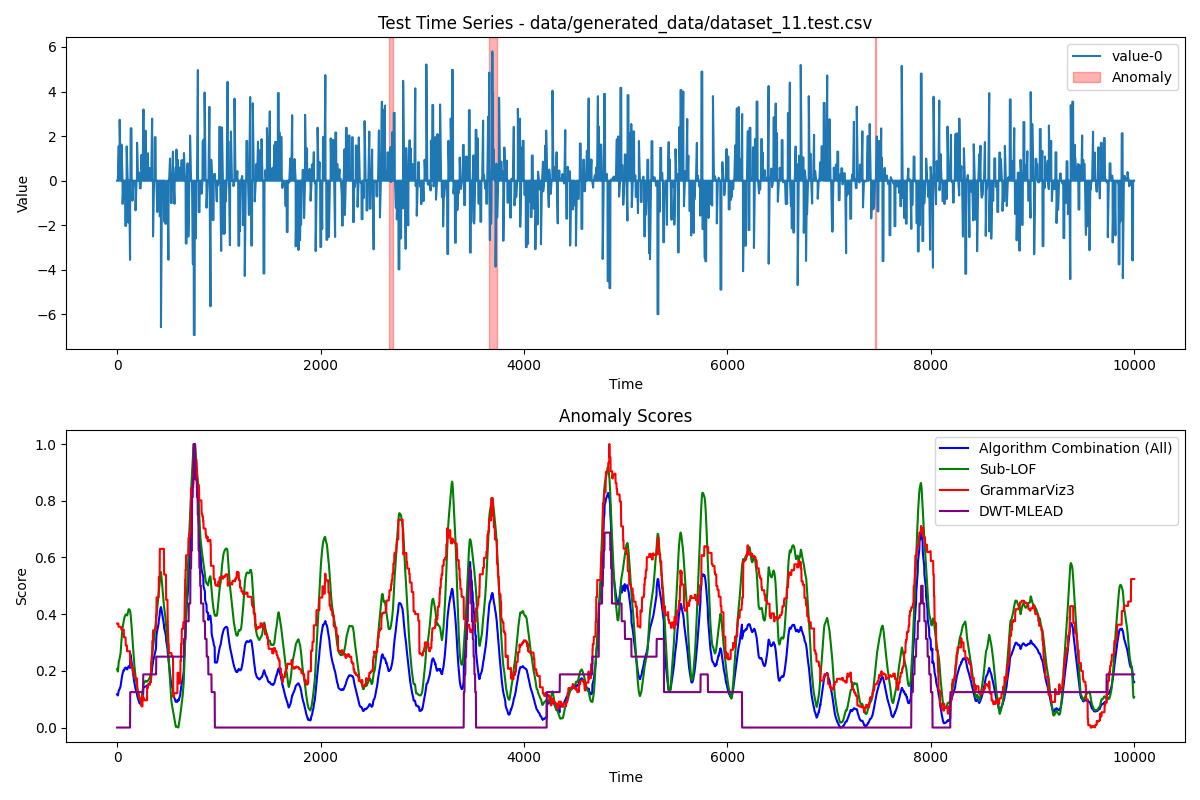 Test Time Series - data/generated_data/dataset_11.test.csv
6
4
2
0
−2
−4
−6
Value
value-0
Anomaly
0
2000
4000
6000
8000
10000
Time
Anomaly Scores
1.0
0.8
0.6
0.4
0.2
0.0
Score
Algorithm Combination (All)
Sub-LOF
GrammarViz3
DWT-MLEAD
0
2000
4000
6000
8000
10000
Time